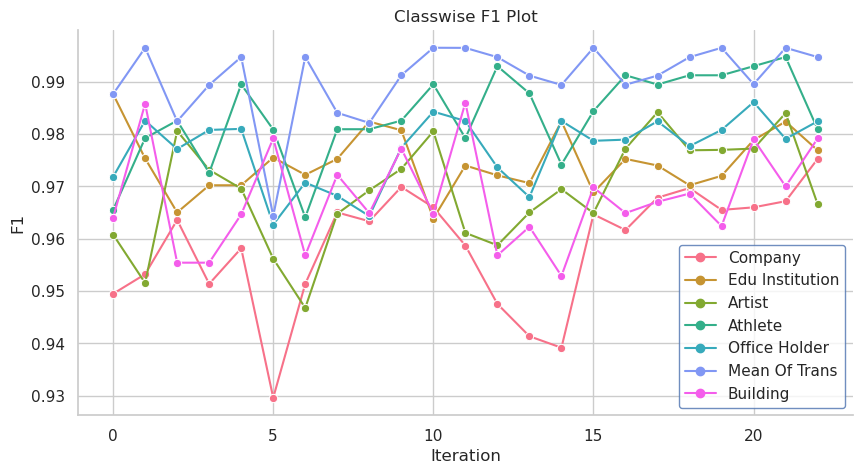 Classwise F1 Plot
F1
0.99
0.98
0.97
0.96
0.95
0.94
0.93
0
5
10
15
20
Iteration
Company
Edu Institution
Artist
Athlete
Office Holder
Mean Of Trans
Building